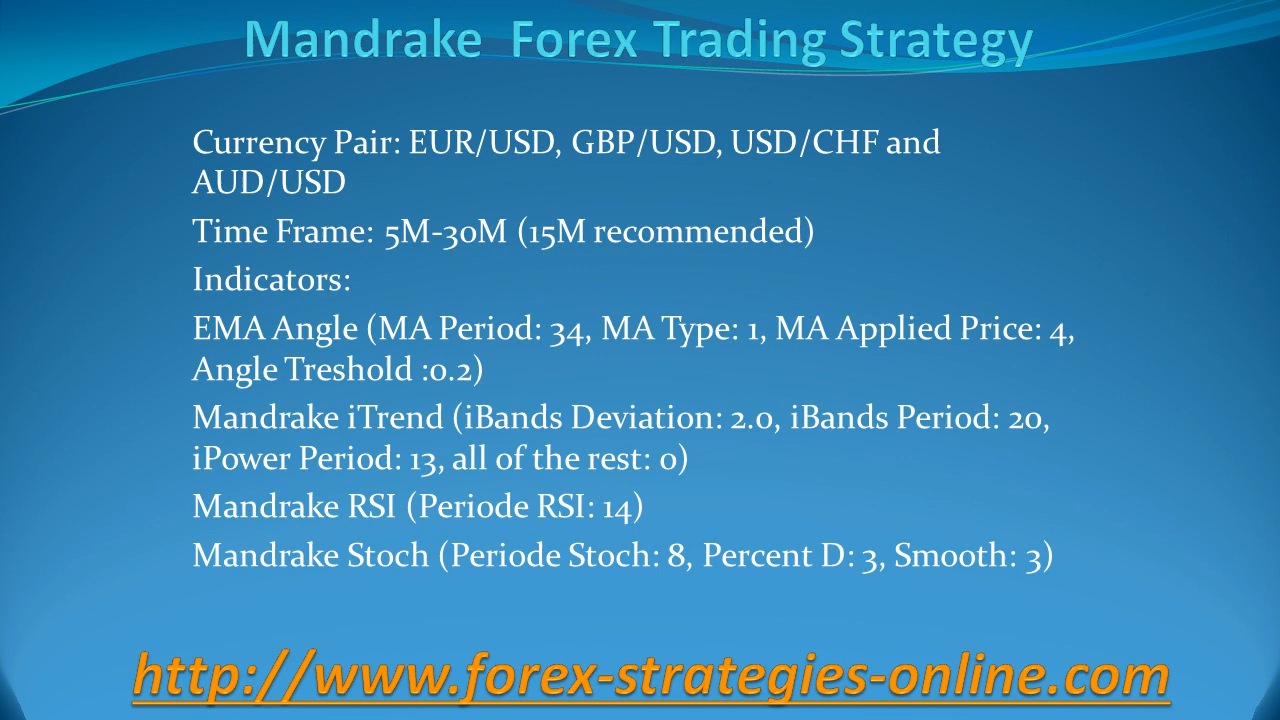 Mandrake  Forex Trading Strategy
Currency Pair: EUR/USD, GBP/USD, USD/CHF and
AUD/USD
Time Frame: 5M-30M (15M recommended)
Indicators:
EMA Angle (MA Period: 34, MA Type: 1, MA Applied Price: 4,
Angle Treshold :0.2)
Mandrake iTrend (iBands Deviation: 2.0, iBands Period: 20,
iPower Period: 13, all of the rest: 0)
Mandrake RSI (Periode RSI: 14)
Mandrake Stoch (Periode Stoch: 8, Percent D: 3, Smooth: 3)
http://www.forex-strategies-online.com